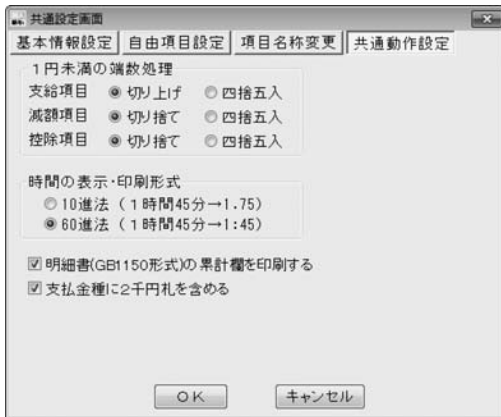 共通設定画面
基本情報設定 自由項目設定 項目名称変更 共通動作設定
1円未満の端数処理
支給項目 切り上げ 四捨五入
減額項目 切り捨て 四捨五入
控除項目 切り捨て 四捨五入
時間の表示・印刷形式
10進法(1時間45分→1.75)
60進法(1時間45分→1:45)
明細書(GB1150形式)の累計欄を印刷する
支払金種に2千円札を含める
OK キャンセル